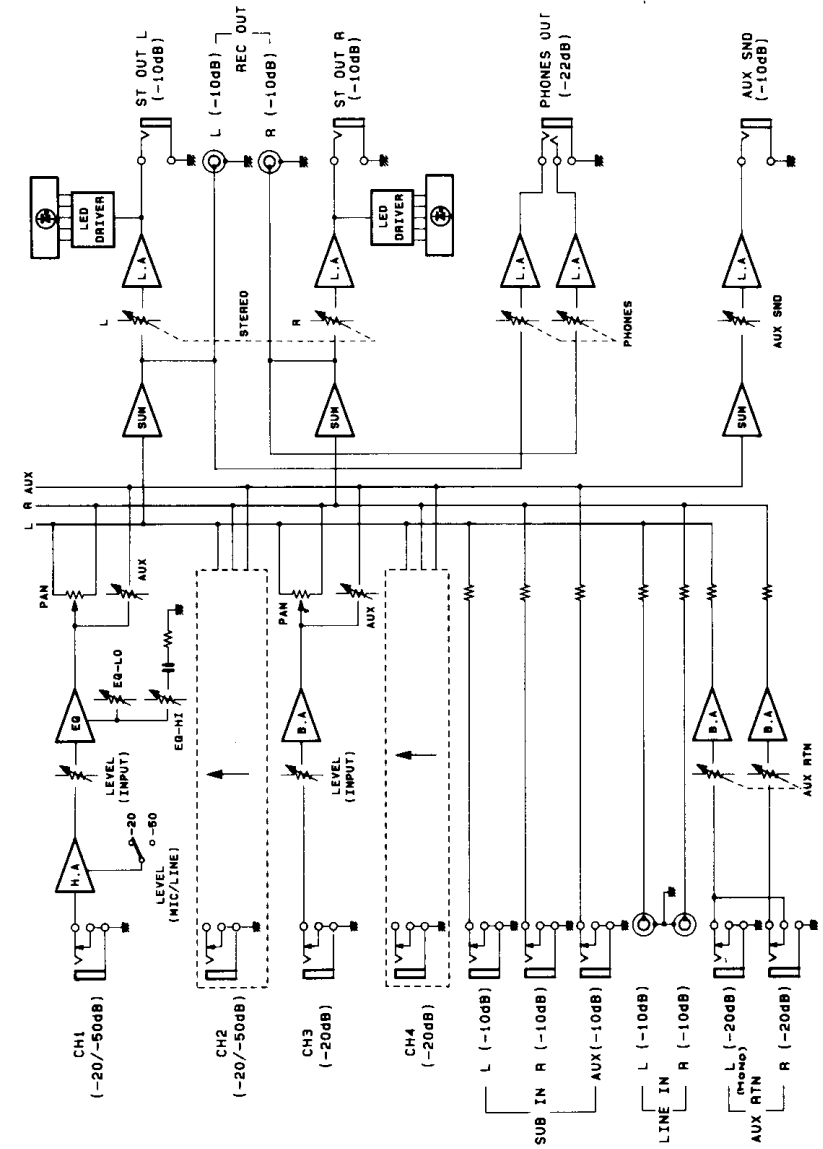 ST OUT L
(-10dB)
L (-10dB)
REC OUT
R (-10dB)
ST OUT R
(-10dB)
PHONES OUT
(-22dB)
AUX SND
(-10dB)
LED
DRIVER
LED
DRIVER
L.A
L.A
L.A
L.A
L.A
L
STEREO
R
PHONES
AUX SND
SUM
SUM
SUM
L R AUX
PAN
AUX
EQ
EQ-LO
EQ-HI
LEVEL
(INPUT)
H.A
-20
-50
LEVEL
(MIC/LINE)
PAN
AUX
B.A
LEVEL
(INPUT)
B.A
B.A
AUX RTN
CH1
(-20/-50dB)
CH2
(-20/-50dB)
CH3
(-20dB)
CH4
(-20dB)
SUB IN
L (-10dB)
R (-10dB)
AUX(-10dB)
LINE IN
L (-10dB)
R (-10dB)
AUX RTN
L (-20dB)
(MONO)
R (-20dB)